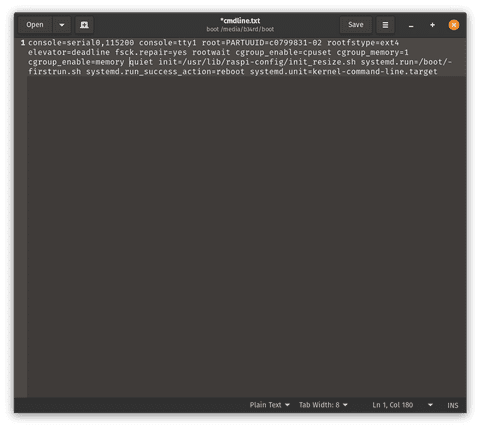 Open
*cmdline.txt
boot /media/b34rd/boot
Save
1 console=serial0,115200 console=tty1 root=PARTUUID=c0799831-02 rootfstype=ext4
elevator=deadline fsck.repair=yes rootwait cgroup_enable=cpuset cgroup_memory=1
cgroup_enable=memory quiet init=/usr/lib/raspi-config/init_resize.sh systemd.run=/boot/-
firstrun.sh systemd.run_success_action=reboot systemd.unit=kernel-command-line.target
Plain Text Tab Width: 8 Ln 1, Col 180 INS